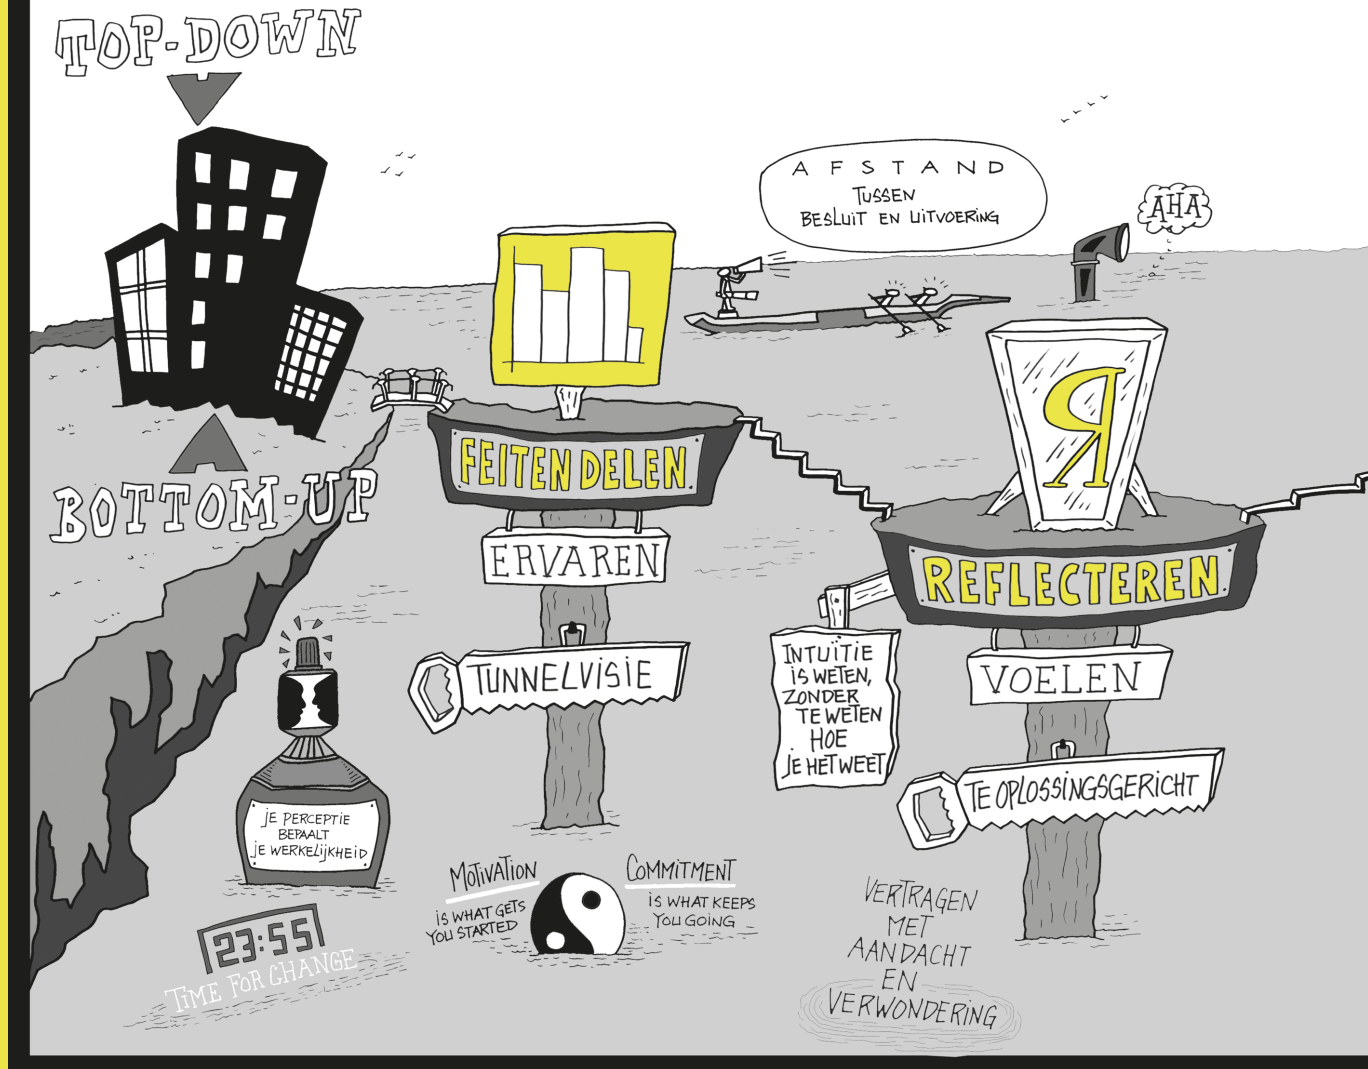 TOP-DOWN
BOTTOM-UP
AFSTAND
TUSSEN
BESLUIT EN UITVOERING
AHA
FEITEN DELEN
ERVAREN
TUNNELVISIE
R
REFLECTEREN
VOELEN
INTUÏTIE
IS WETEN,
ZONDER
TE WETEN
HOE
JE HET WEET
TE OPLOSSINGSGERICHT
JE PERCEPTIE
BEPAALT
JE WERKELIJKHEID
23:55
TIME FOR CHANGE
MOTIVATION
IS WHAT GETS
YOU STARTED
COMMITMENT
IS WHAT KEEPS
YOU GOING
VERTRAGEN
MET
AANDACHT
EN
VERWONDERING